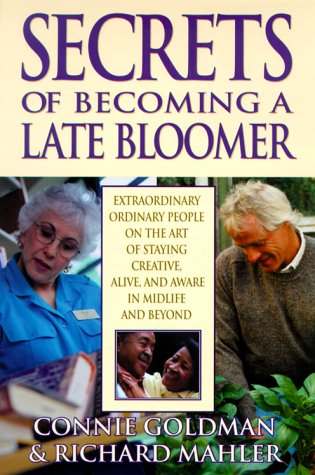 SECRETS
OF BECOMING A
LATE BLOOMER
EXTRAORDINARY
ORDINARY PEOPLE
ON THE ART
OF STAYING
CREATIVE,
ALIVE, AND AWARE
IN MIDLIFE
AND BEYOND
CONNIE GOLDMAN
& RICHARD MAHLER